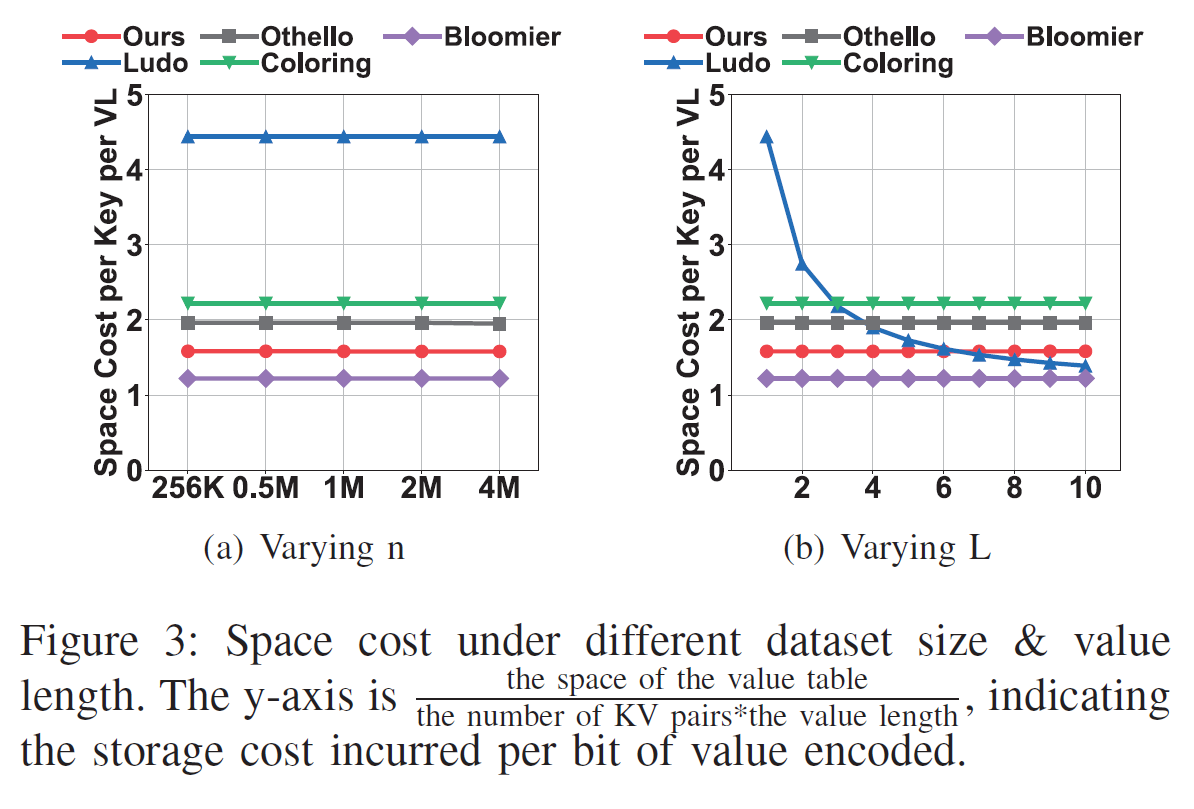 Ours Othello Bloomier
Ludo Coloring
Space Cost per Key per VL
5
4
3
2
1
0
256K 0.5M 1M 2M 4M
(a) Varying n
Ours Othello Bloomier
Ludo Coloring
Space Cost per Key per VL
5
4
3
2
1
0
2 4 6 8 10
(b) Varying L
Figure 3: Space cost under different dataset size & value
length. The y-axis is the space of the value table / the number of KV pairs*the value length, indicating
the storage cost incurred per bit of value encoded.